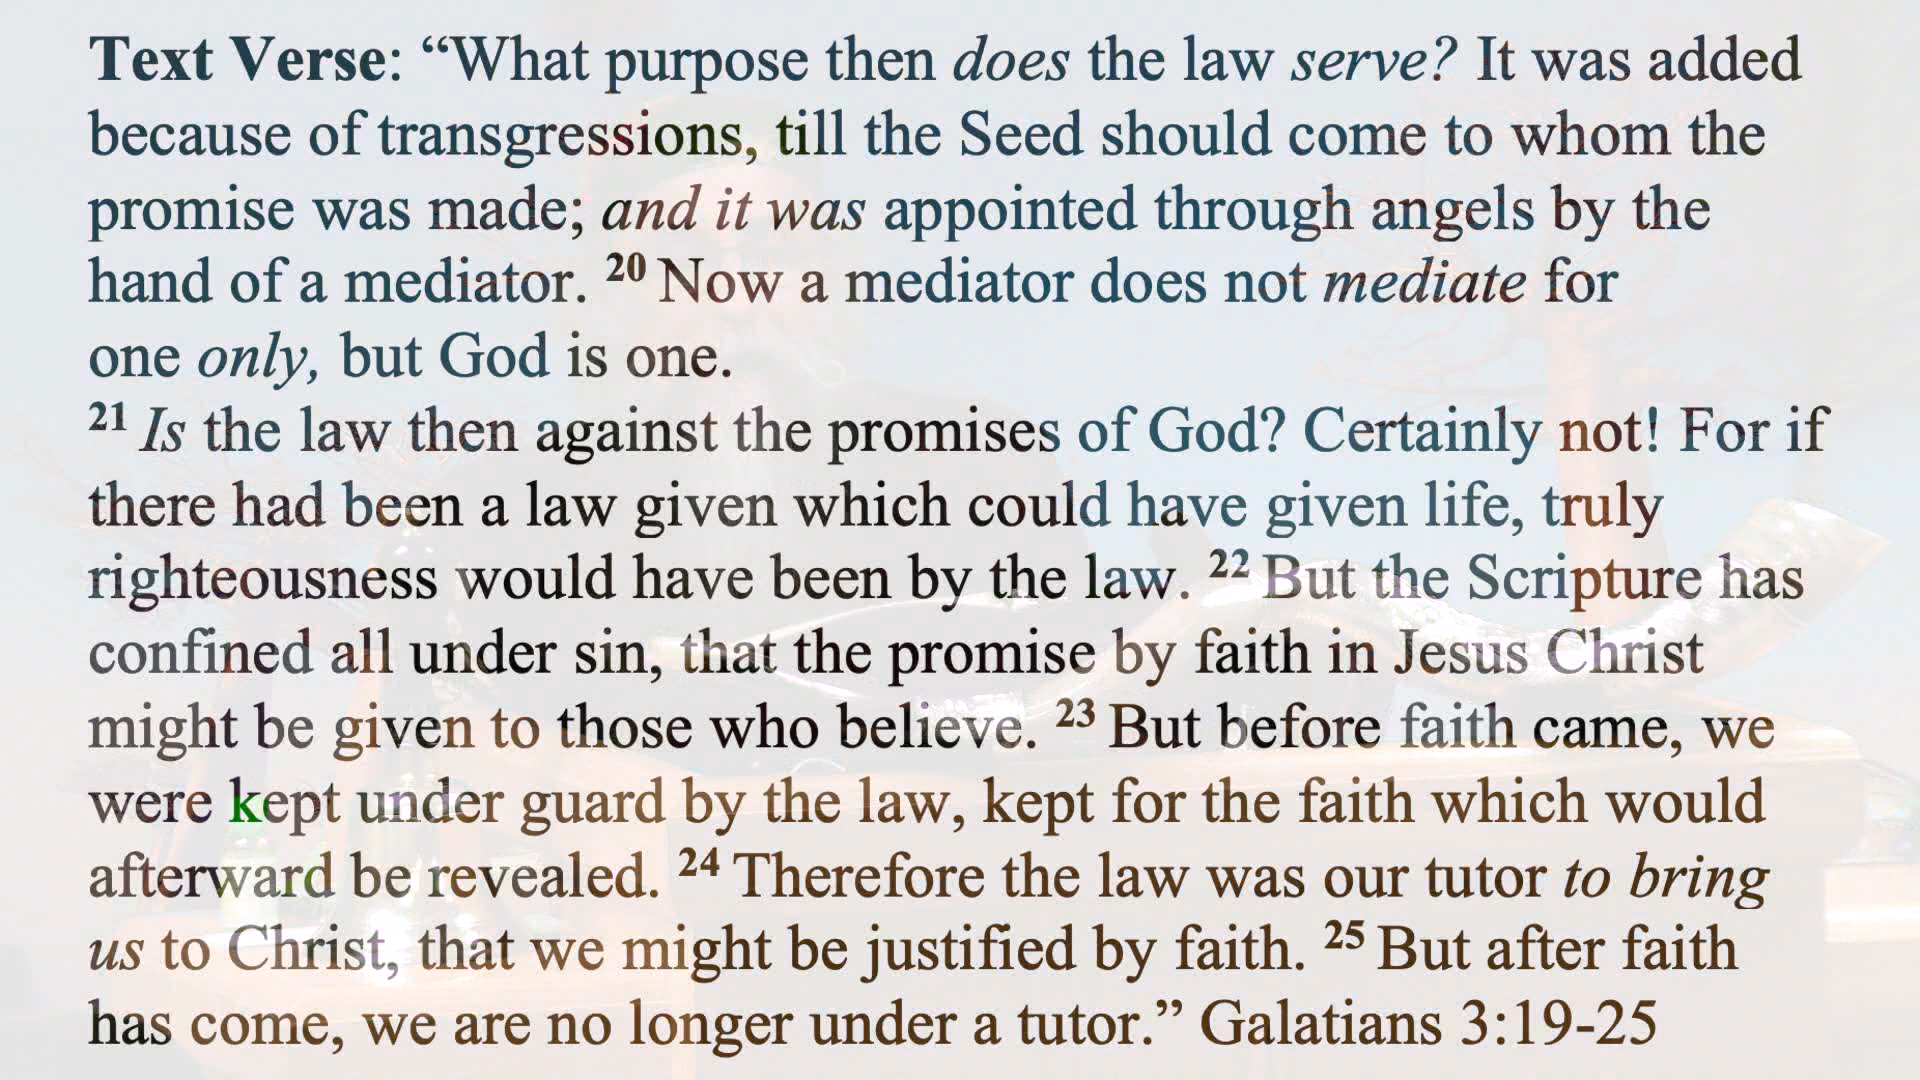 Text Verse: “What purpose then does the law serve? It was added
because of transgressions, till the Seed should come to whom the
promise was made; and it was appointed through angels by the
hand of a mediator. 20 Now a mediator does not mediate for
one only, but God is one.
21 Is the law then against the promises of God? Certainly not! For if
there had been a law given which could have given life, truly
righteousness would have been by the law. 22 But the Scripture has
confined all under sin, that the promise by faith in Jesus Christ
might be given to those who believe. 23 But before faith came, we
were kept under guard by the law, kept for the faith which would
afterward be revealed. 24 Therefore the law was our tutor to bring
us to Christ, that we might be justified by faith. 25 But after faith
has come, we are no longer under a tutor.” Galatians 3:19-25